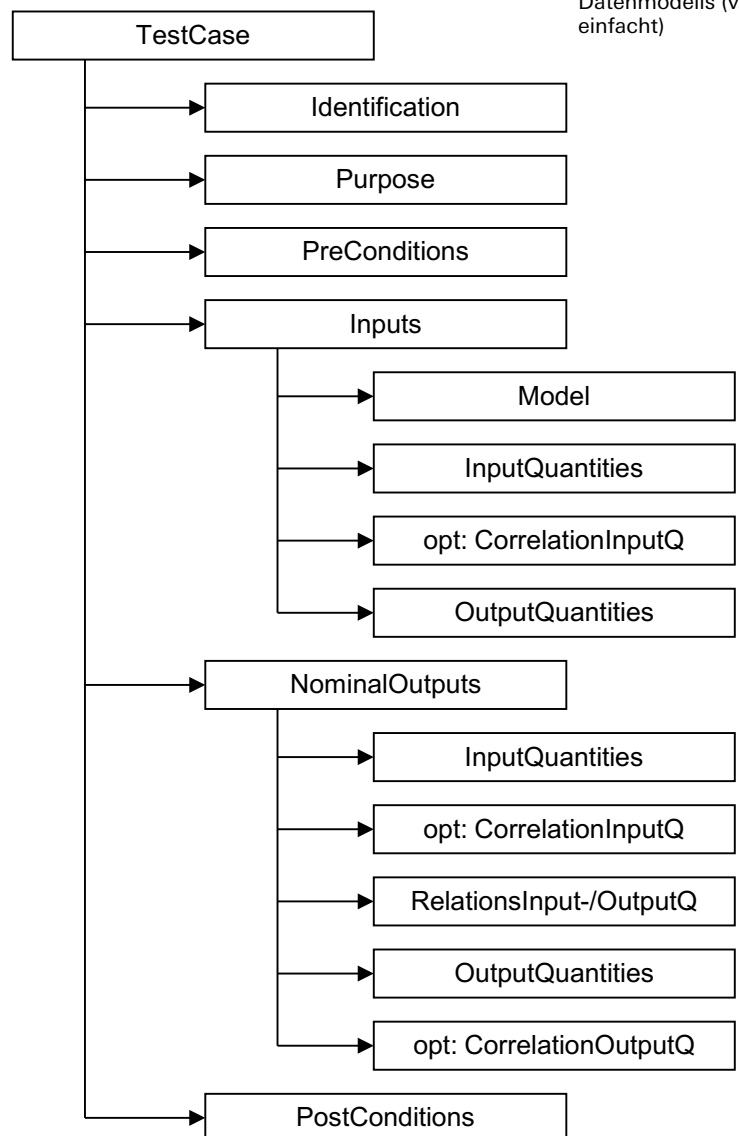 Datenmodells (v
einfacht)
TestCase
Identification
Purpose
PreConditions
Inputs
Model
InputQuantities
opt: CorrelationInputQ
OutputQuantities
NominalOutputs
InputQuantities
opt: CorrelationInputQ
RelationsInput-/OutputQ
OutputQuantities
opt: CorrelationOutputQ
PostConditions